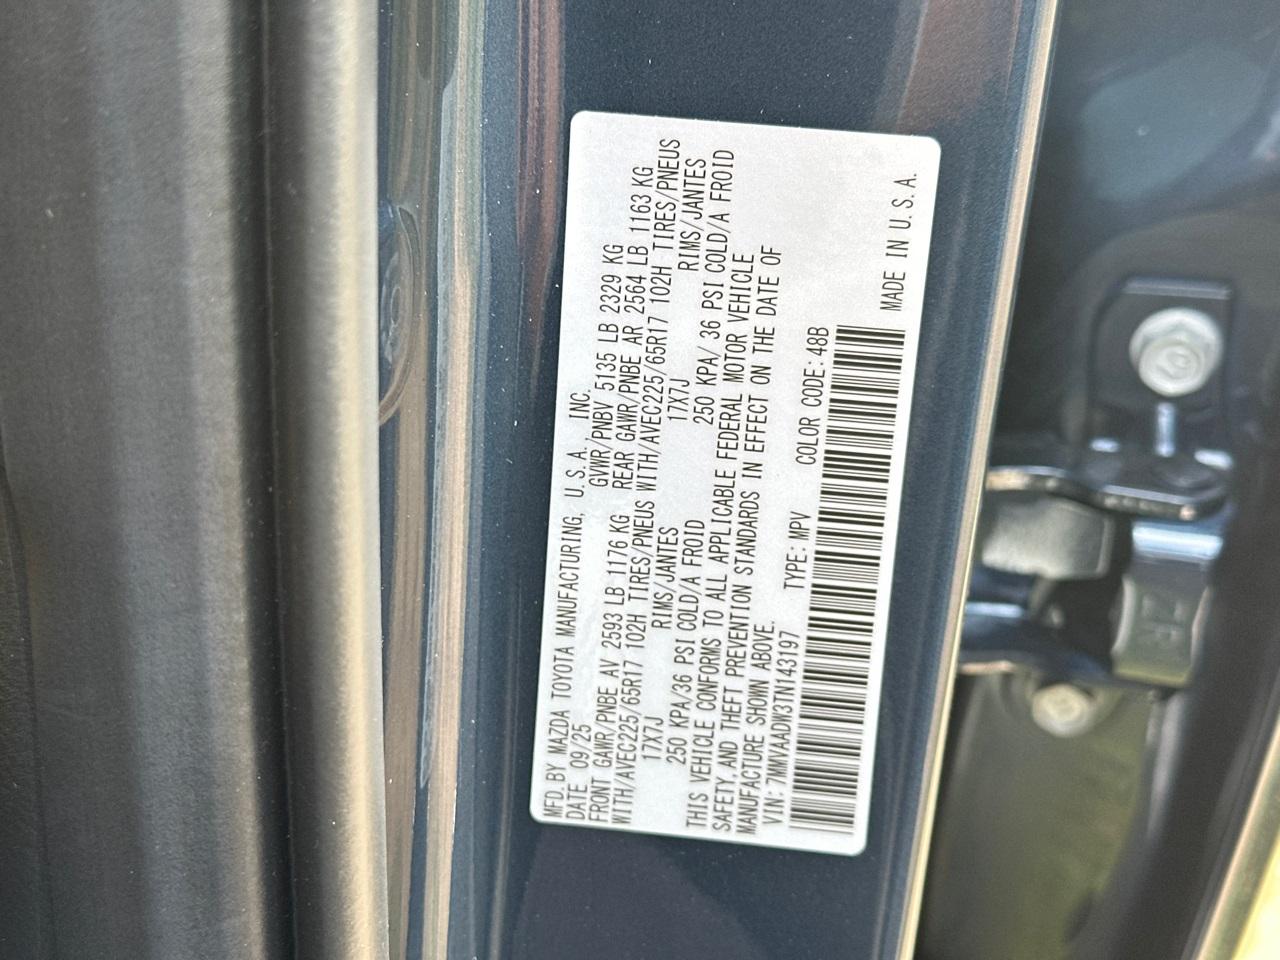 MFD. BY MAZDA TOYOTA MANUFACTURING, U.S.A., INC.
DATE 09/25 GVWR/PNBV 5135 LB 2329 KG
FRONT GAWR/PNBE AV 2593 LB 1176 KG REAR GAWR/PNBE AR 2564 LB 1163 KG
WITH/AVEC225/65R17 102H TIRES/PNEUS WITH/AVEC225/65R17 102H TIRES/PNEUS
17X7J RIMS/JANTES 17X7J RIMS/JANTES
250 KPA/36 PSI COLD/A FROID 250 KPA/ 36 PSI COLD/A FROID
THIS VEHICLE CONFORMS TO ALL APPLICABLE FEDERAL MOTOR VEHICLE
SAFETY, AND THEFT PREVENTION STANDARDS IN EFFECT ON THE DATE OF
MANUFACTURE SHOWN ABOVE.
VIN: 7MMVAADW3TN143197 TYPE: MPV COLOR CODE: 48B
MADE IN U.S.A.
ZR